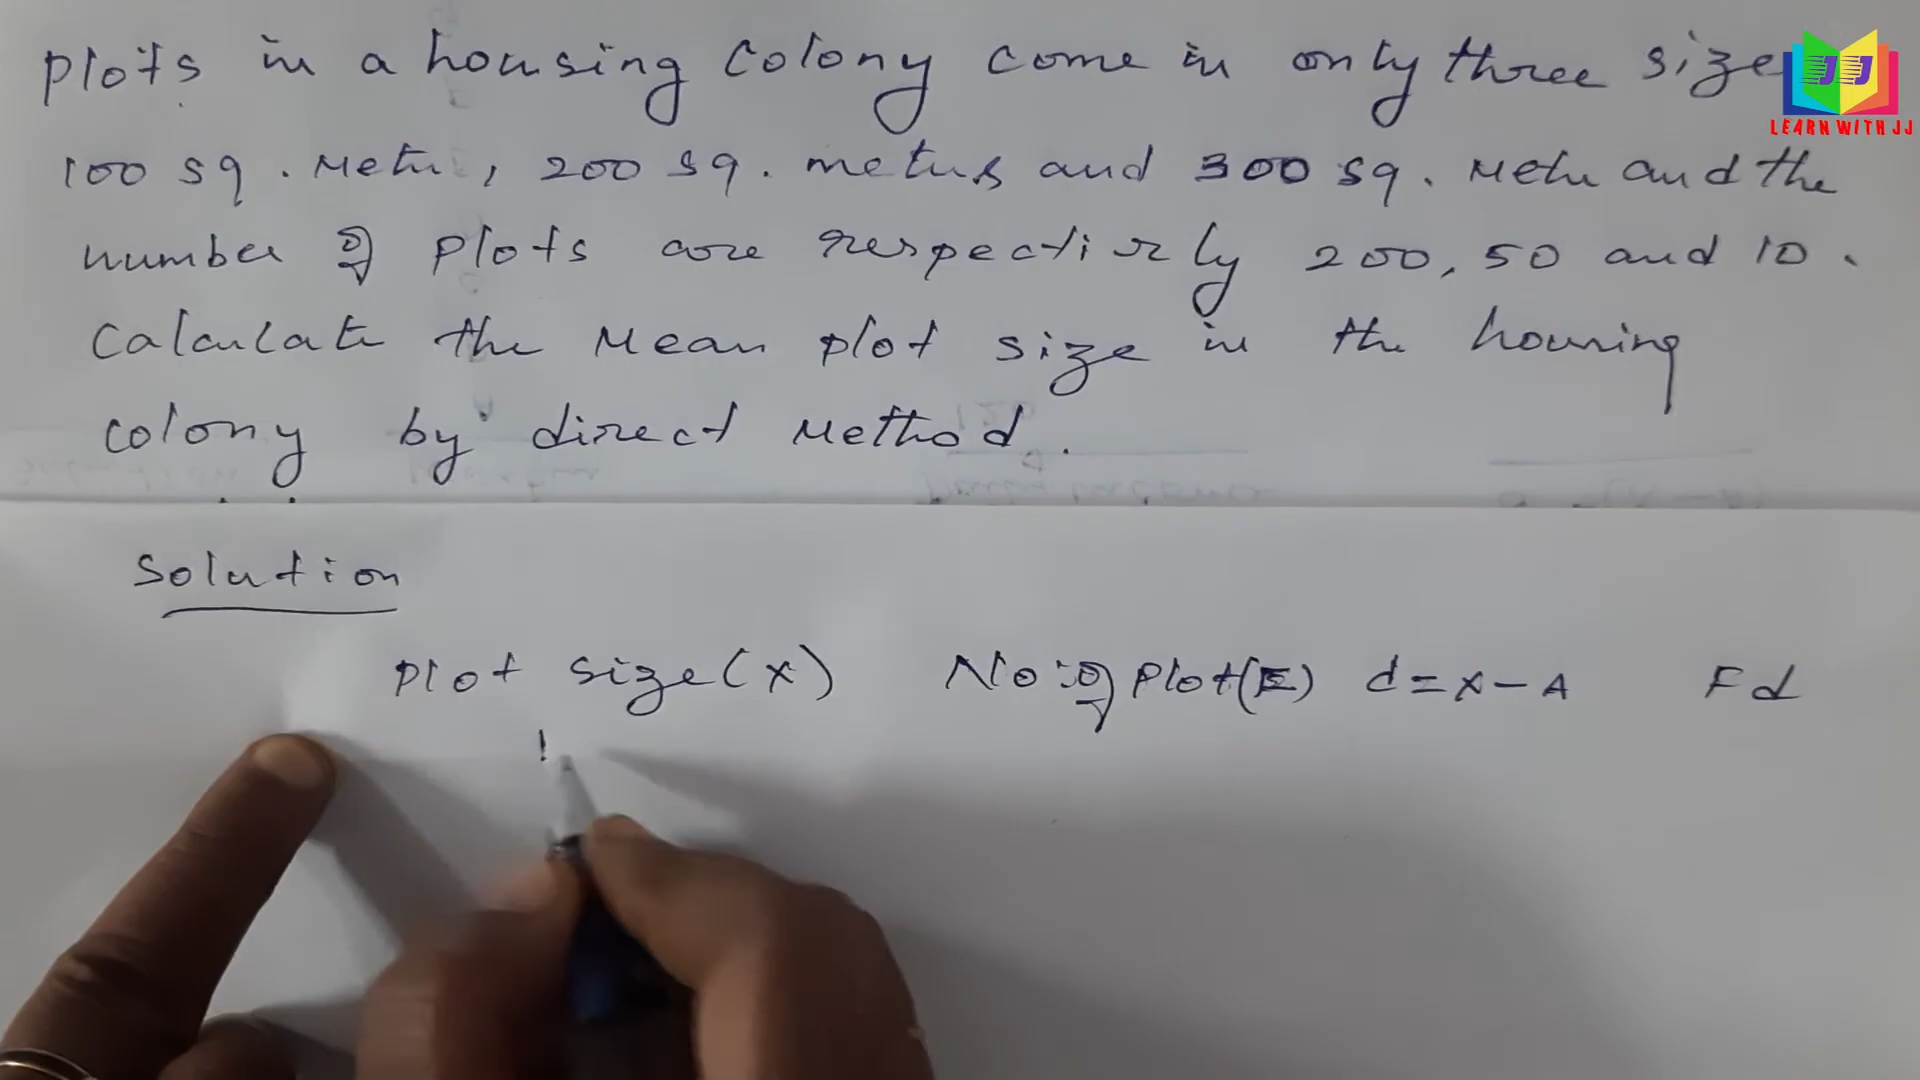 Plots in a housing colony come in only three size
100 sq. Metre, 200 sq. metres and 300 sq. Metre and the
number of plots are respectively 200, 50 and 10.
Calculate the Mean plot size in the housing
colony by direct Method.
Solution
Plot size(x) No: of Plot(F) d=x-A Fd
1
JJ
LEARN WITH JJ